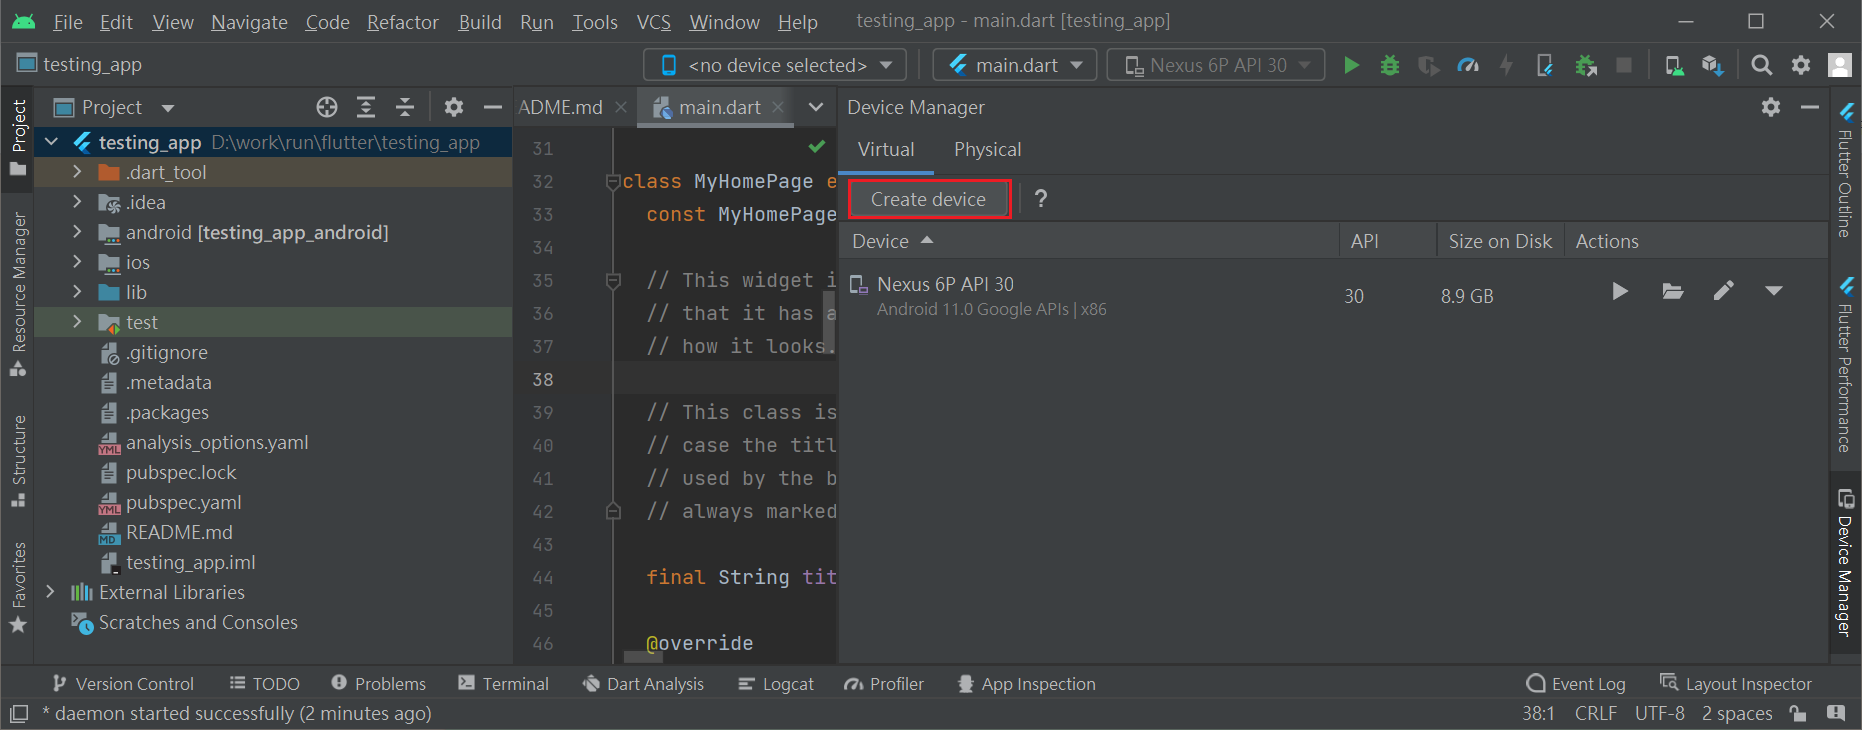 File Edit View Navigate Code Refactor Build Run Tools VCS Window Help testing_app - main.dart [testing_app]
testing_app <no device selected> main.dart Nexus 6P API 30
Project
Resource Manager
Structure
Favorites
Project
testing_app D:\work\run\flutter\testing_app
.dart_tool
.idea
android [testing_app_android]
ios
lib
test
.gitignore
.metadata
.packages
analysis_options.yaml
pubspec.lock
pubspec.yaml
README.md
testing_app.iml
External Libraries
Scratches and Consoles
ADME.md main.dart
31
32 class MyHomePage e
33 const MyHomePage
34
35 // This widget i
36 // that it has a
37 // how it looks.
38
39 // This class is
40 // case the titl
41 // used by the b
42 // always marked
43
44 final String tit
45
46 @override
Device Manager
Virtual Physical
Create device ?
Device API Size on Disk Actions
Nexus 6P API 30
Android 11.0 Google APIs | x86
30 8.9 GB
Flutter Outline
Flutter Performance
Device Manager
Version Control TODO Problems Terminal Dart Analysis Logcat Profiler App Inspection Event Log Layout Inspector
* daemon started successfully (2 minutes ago) 38:1 CRLF UTF-8 2 spaces